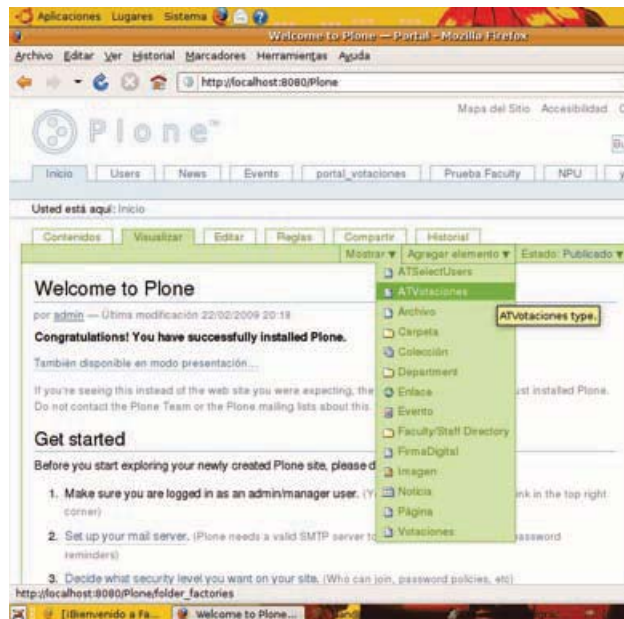 Aplicaciones Lugares Sistema
Welcome to Plone — Portal - Mozilla Firefox
Archivo Editar Ver Historial Marcadores Herramientas Ayuda
http://localhost:8080/Plone
Mapa del Sitio Accesibilidad
Plone
Inicio Users News Events portal_votaciones Prueba Faculty NPU
Usted está aquí: Inicio
Contenidos Visualizar Editar Reglas Compartir Historial
Mostrar Agregar elemento Estado: Publicado
ATSelectUsers
ATVotaciones
ATVotaciones type.
Archivo
Carpeta
Colección
Department
Enlace
Evento
Faculty/Staff Directory
FirmaDigital
Imagen
Noticia
Página
Votaciones
Welcome to Plone
por admin — Última modificación 22/02/2009 20:18
Congratulations! You have successfully installed Plone.
También disponible en modo presentación...
If you're seeing this instead of the web site you were expecting, the ust installed Plone.
Do not contact the Plone Team or the Plone mailing lists about this
Get started
Before you start exploring your newly created Plone site, please d
1. Make sure you are logged in as an admin/manager user. (Y nk in the top right
corner)
2. Set up your mail server. (Plone needs a valid SMTP server to assword
reminders)
3. Decide what security level you want on your site. (Who can join, password policies, etc)
http://localhost:8080/Plone/folder_factories
[¡Bienvenido a Fa... Welcome to Plone...